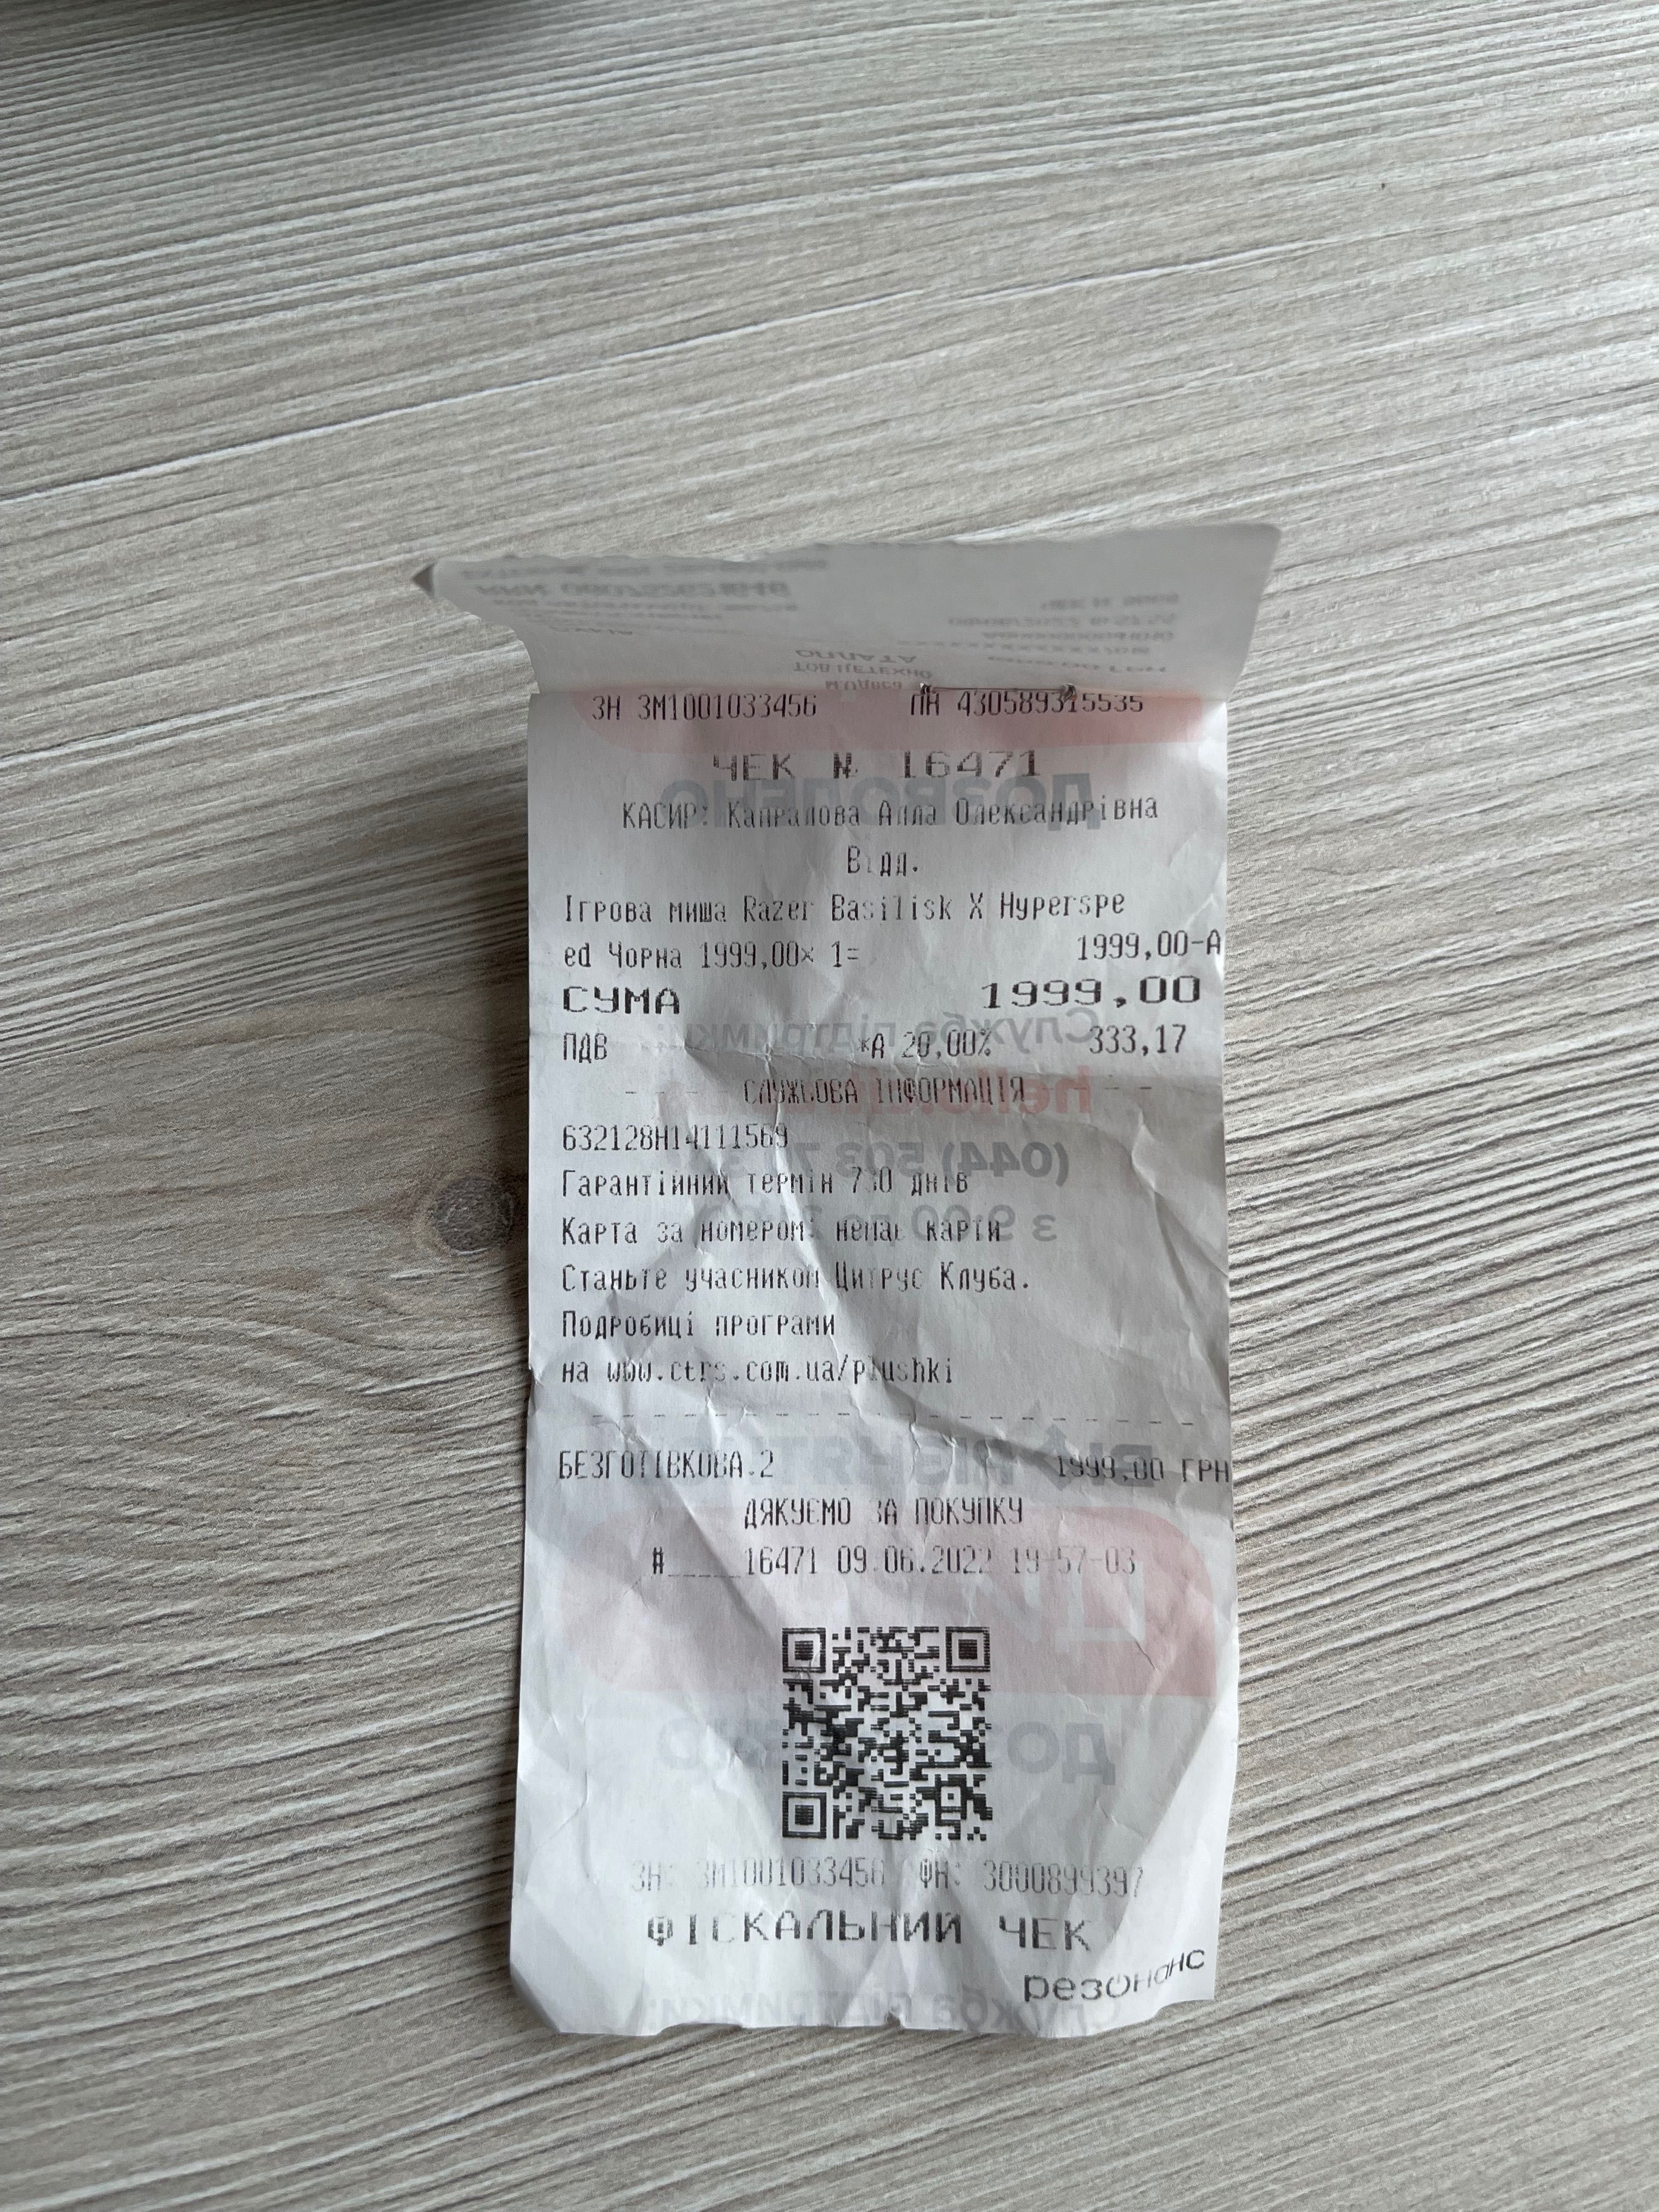 ЗН ЗМ1001033456 ПН 430589315535
ЧЕК № 16471
КАСИР: Капралова Алла Олександрівна
Відд.
Ігрова миша Razer Basilisk X Hyperspe
ed Чорна 1999,00× 1= 1999,00-А
СУМА 1999,00
ПДВ *А 20,00% 333,17
СЛУЖБОВА ІНФОРМАЦІЯ
632128H14111569
Гарантійний термін 730 днів
Карта за номером: немає карти
Станьте учасником Цитрус Клуба.
Подробиці програми
на www.ctrs.com.ua/plushki
БЕЗГОТІВКОВА.2 1999,00 ГРН
ДЯКУЄМО ЗА ПОКУПКУ
#_____16471 09.06.2022 19-57-03
ЗН: ЗМ1001033456 ФН: 3000899397
ФІСКАЛЬНИЙ ЧЕК
резонанс